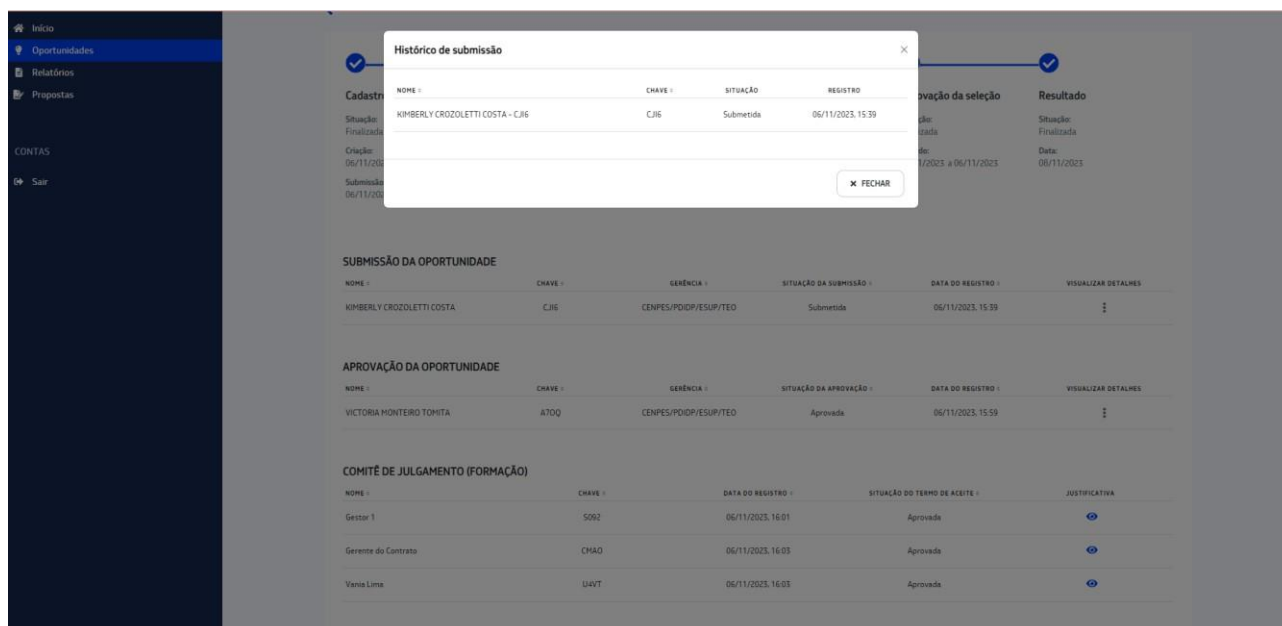 Início
Oportunidades
Relatórios
Propostas
CONTAS
Sair
Histórico de submissão
NOME CHAVE SITUAÇÃO REGISTRO
KIMBERLY CROZOLETTI COSTA - CJI6 CJI6 Submetida 06/11/2023, 15:39
FECHAR
Cadastr
Situação:
Finalizada
Criação:
06/11/202
Submissão
06/11/202
ovação da seleção
ção:
izada
do:
1/2023 a 06/11/2023
Resultado
Situação:
Finalizada
Data:
08/11/2023
SUBMISSÃO DA OPORTUNIDADE
NOME CHAVE GERÊNCIA SITUAÇÃO DA SUBMISSÃO DATA DO REGISTRO VISUALIZAR DETALHES
KIMBERLY CROZOLETTI COSTA CJI6 CENPES/PDIDP/ESUP/TEO Submetida 06/11/2023, 15:39
APROVAÇÃO DA OPORTUNIDADE
NOME CHAVE GERÊNCIA SITUAÇÃO DA APROVAÇÃO DATA DO REGISTRO VISUALIZAR DETALHES
VICTORIA MONTEIRO TOMITA A7OQ CENPES/PDIDP/ESUP/TEO Aprovada 06/11/2023, 15:59
COMITÊ DE JULGAMENTO (FORMAÇÃO)
NOME CHAVE DATA DO REGISTRO SITUAÇÃO DO TERMO DE ACEITE JUSTIFICATIVA
Gestor 1 S092 06/11/2023, 16:01 Aprovada
Gerente do Contrato CMAO 06/11/2023, 16:03 Aprovada
Vania Lima U4VT 06/11/2023, 16:03 Aprovada